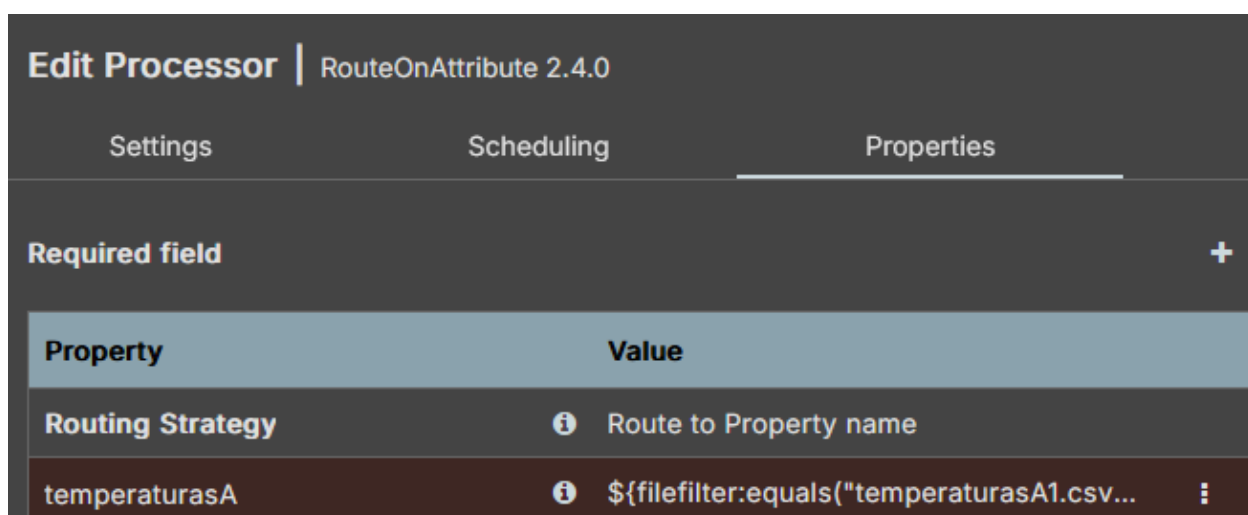 Edit Processor | RouteOnAttribute 2.4.0
Settings Scheduling Properties
Required field
Property Value
Routing Strategy Route to Property name
temperaturasA ${filefilter:equals("temperaturasA1.csv...